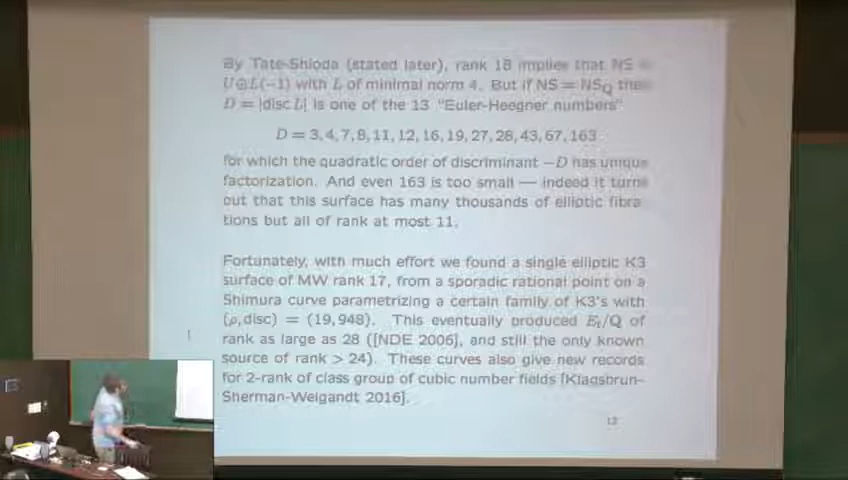 By Tate-Shioda (stated later), rank 18 implies that NS =
U⊕L(−1) with L of minimal norm 4. But if NS = NS_Q then
D = |disc L| is one of the 13 "Euler-Heegner numbers"
D = 3, 4, 7, 8, 11, 12, 16, 19, 27, 28, 43, 67, 163
for which the quadratic order of discriminant −D has unique
factorization. And even 163 is too small — indeed it turns
out that this surface has many thousands of elliptic fibra-
tions but all of rank at most 11.
Fortunately, with much effort we found a single elliptic K3
surface of MW rank 17, from a sporadic rational point on a
Shimura curve parametrizing a certain family of K3's with
(ρ, disc) = (19, 948). This eventually produced E_t/Q of
rank as large as 28 ([NDE 2006], and still the only known
source of rank > 24). These curves also give new records
for 2-rank of class group of cubic number fields [Klagsbrun-
Sherman-Weigandt 2016].
12